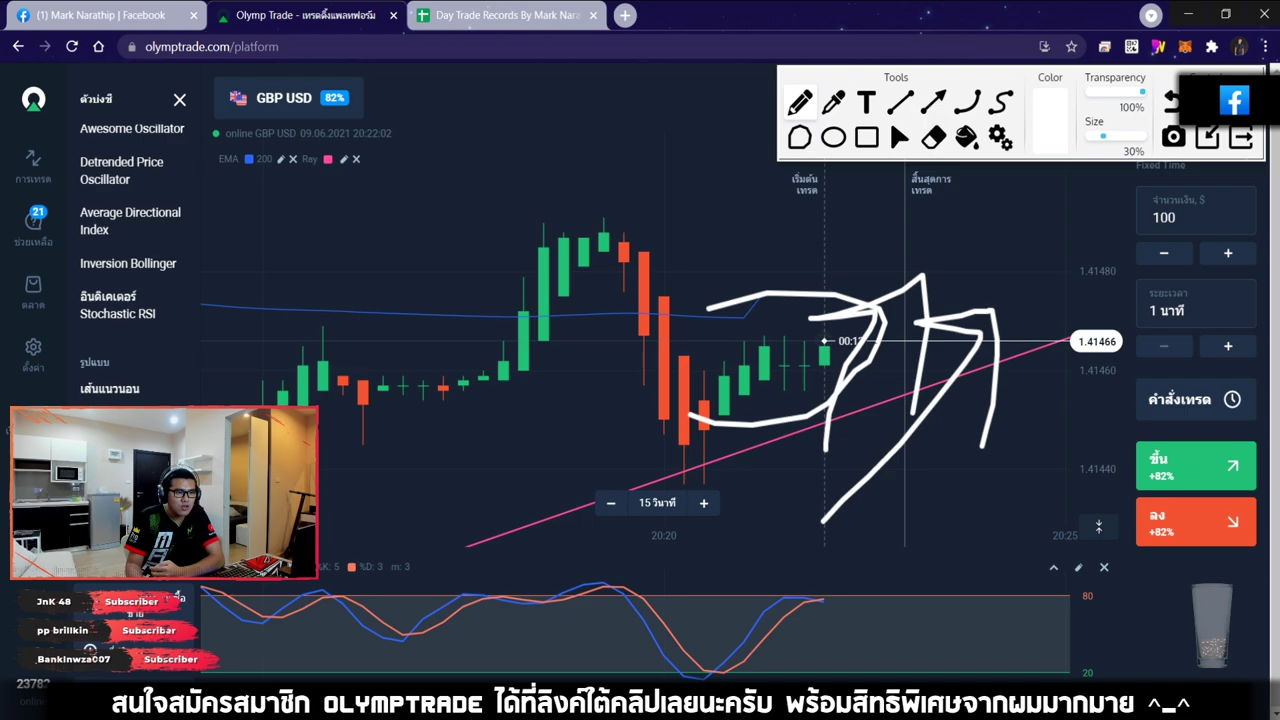 (1) Mark Narathip | Facebook
Olymp Trade - เทรดดิ้งแพลทฟอร์ม
Day Trade Records By Mark Nara
olymptrade.com/platform
ตัวบ่งชี้
Awesome Oscillator
Detrended Price
Oscillator
Average Directional
Index
Inversion Bollinger
อินดิเคเตอร์
Stochastic RSI
รูปแบบ
เส้นแนวนอน
การเทรด
21
ช่วยเหลือ
ตลาด
ตั้งค่า
GBP USD 82%
online GBP USD 09.06.2021 20:22:02
EMA 200 Ray
Tools
Color
Transparency
100%
Size
30%
เริ่มต้น
เทรด
สิ้นสุดการ
เทรด
Fixed Time
จำนวนเงิน, $
100
ระยะเวลา
1 นาที
คำสั่งเทรด
ขึ้น
+82%
ลง
+82%
1.41480
1.41466
1.41460
1.41440
15 วินาที
20:20
20:25
K: 5 %D: 3 m: 3
80
20
JnK 48 Subscriber
pp brillkin Subscriber
Bankinwza007 Subscriber
23782
สนใจสมัครสมาชิก OLYMPTRADE ได้ที่ลิงค์ใต้คลิปเลยนะครับ พร้อมสิทธิพิเศษจากผมมากมาย ^_^